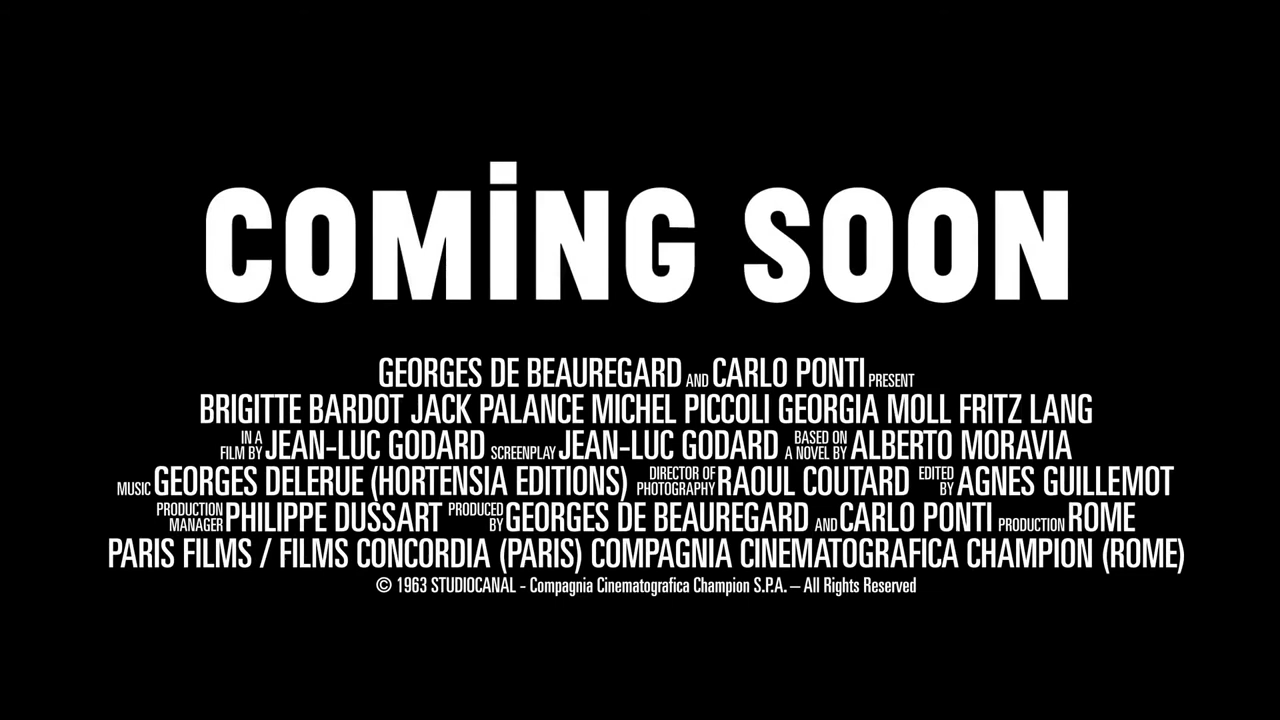 COMiNG SOON
GEORGES DE BEAUREGARD AND CARLO PONTI PRESENT
BRIGITTE BARDOT JACK PALANCE MICHEL PICCOLI GEORGIA MOLL FRITZ LANG
IN A FILM BY JEAN-LUC GODARD SCREENPLAY JEAN-LUC GODARD BASED ON A NOVEL BY ALBERTO MORAVIA
MUSIC GEORGES DELERUE (HORTENSIA EDITIONS) DIRECTOR OF PHOTOGRAPHY RAOUL COUTARD EDITED BY AGNES GUILLEMOT
PRODUCTION MANAGER PHILIPPE DUSSART PRODUCED BY GEORGES DE BEAUREGARD AND CARLO PONTI PRODUCTION ROME
PARIS FILMS / FILMS CONCORDIA (PARIS) COMPAGNIA CINEMATOGRAFICA CHAMPION (ROME)
© 1963 STUDIOCANAL - Compagnia Cinematografica Champion S.P.A. – All Rights Reserved